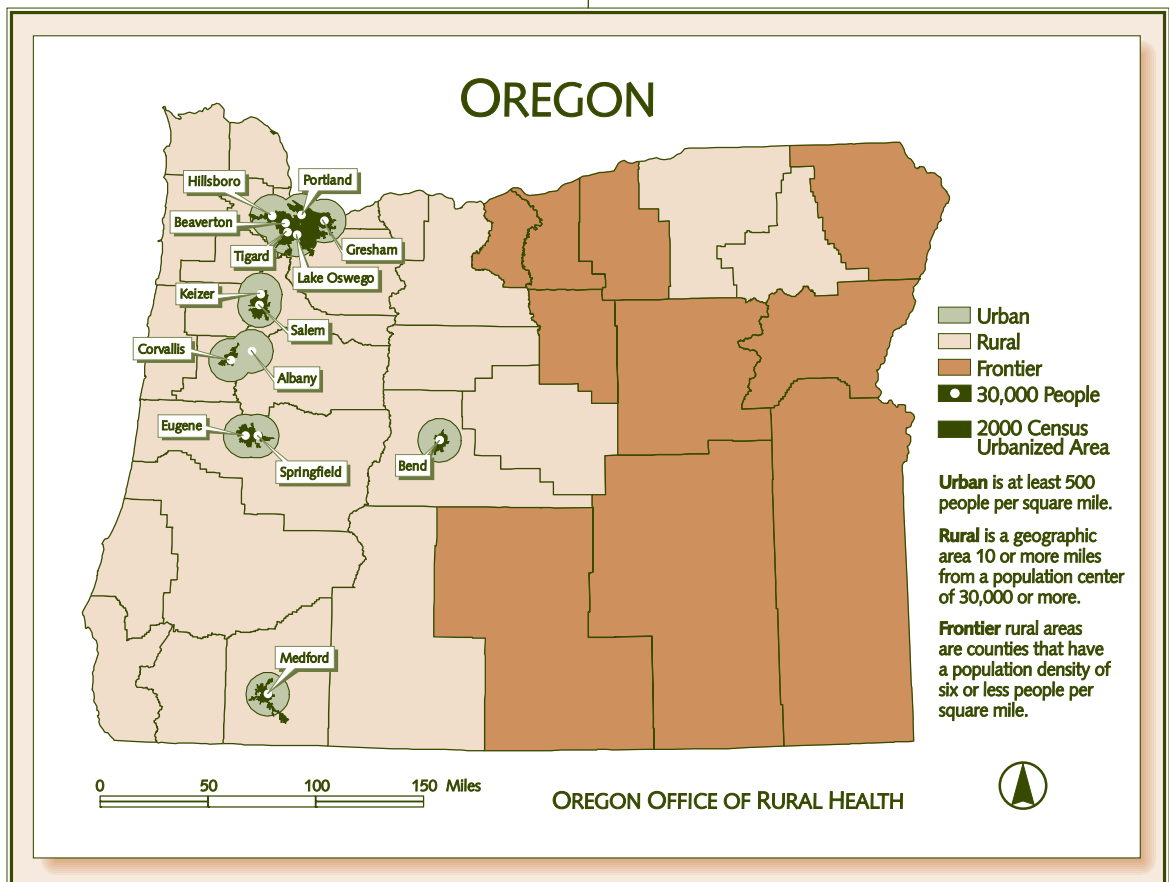 OREGON
Hillsboro
Portland
Beaverton
Tigard
Gresham
Lake Oswego
Keizer
Salem
Corvallis
Albany
Eugene
Springfield
Bend
Medford
Urban
Rural
Frontier
30,000 People
2000 Census
Urbanized Area
Urban is at least 500
people per square mile.
Rural is a geographic
area 10 or more miles
from a population center
of 30,000 or more.
Frontier rural areas
are counties that have
a population density of
six or less people per
square mile.
0 50 100 150 Miles
OREGON OFFICE OF RURAL HEALTH